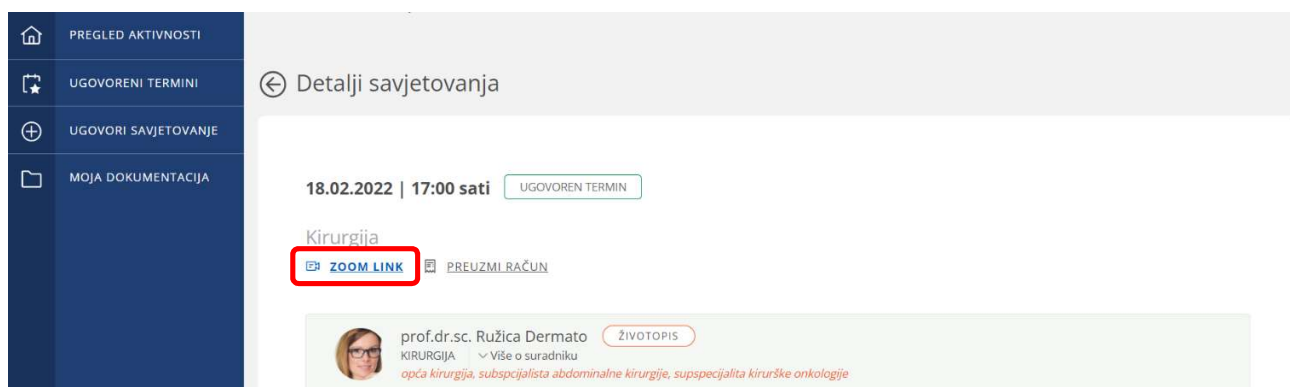 PREGLED AKTIVNOSTI
UGOVORENI TERMINI
UGOVORI SAVJETOVANJE
MOJA DOKUMENTACIJA
Detalji savjetovanja
18.02.2022 | 17:00 sati UGOVOREN TERMIN
Kirurgija
ZOOM LINK PREUZMI RAČUN
prof.dr.sc. Ružica Dermato ŽIVOTOPIS
KIRURGIJA Više o suradniku
opća kirurgija, subspcijalista abdominalne kirurgije, supspecijalita kirurške onkologije